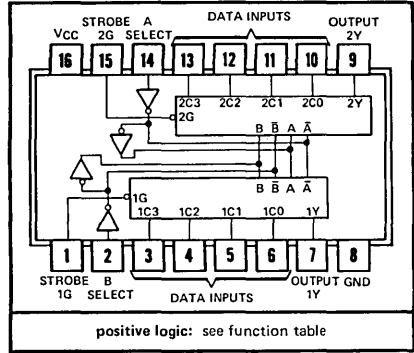 STROBE A DATA INPUTS OUTPUT
VCC 2G SELECT 2Y
16 15 14 13 12 11 10 9
2C3 2C2 2C1 2C0 2Y
2G
B B̅ A A̅
B B̅ A A̅
1G
1C3 1C2 1C1 1C0 1Y
1 2 3 4 5 6 7 8
STROBE B OUTPUT GND
1G SELECT DATA INPUTS 1Y
positive logic: see function table